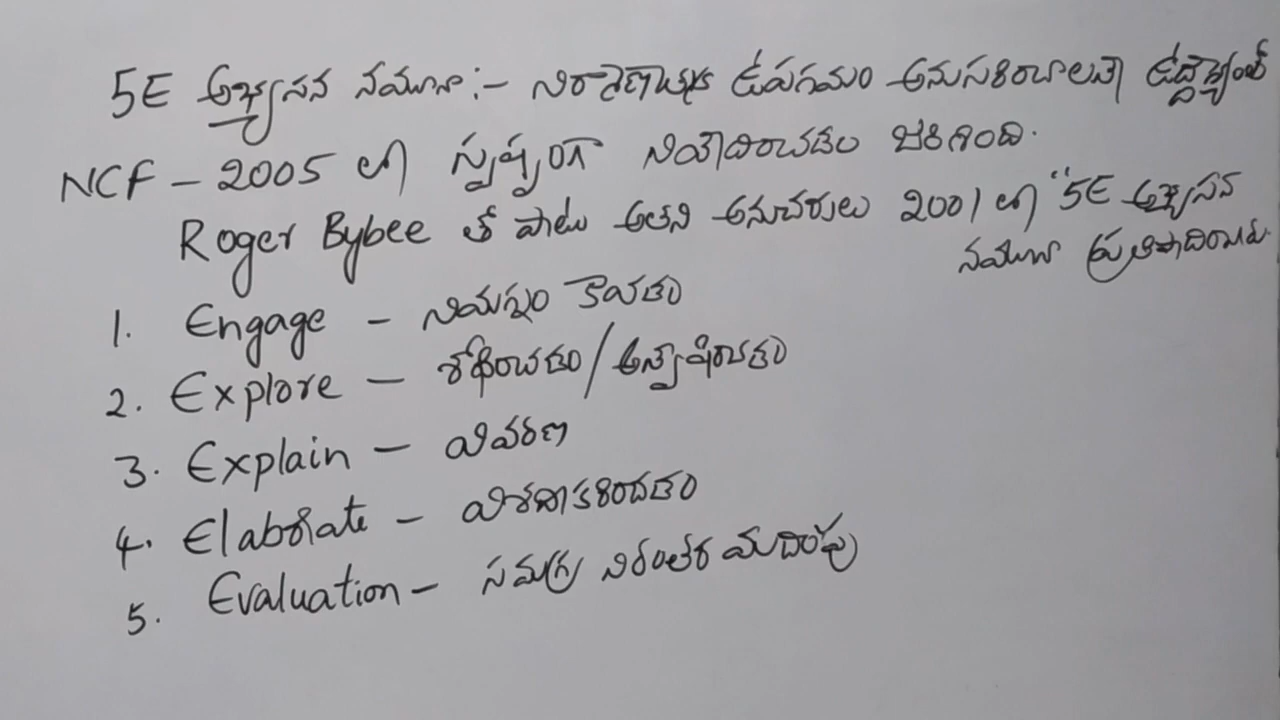 5E అభ్యసన నమూనా :- నిర్మాణాత్మక ఉపగమం అనుసరించాలనే ఉద్దేశ్యంతో
NCF - 2005 లో స్పష్టంగా నిర్దేశించడం జరిగింది.
Roger Bybee తో పాటు అతని అనుచరులు 2001 లో "5E అభ్యసన
నమూనా ప్రతిపాదించారు.
1. Engage - నిమగ్నం కావడం
2. Explore - శోధించడం / అన్వేషించడం
3. Explain - వివరణ
4. Elaborate - విశదీకరించడం
5. Evaluation - సమగ్ర నిరంతర మదింపు